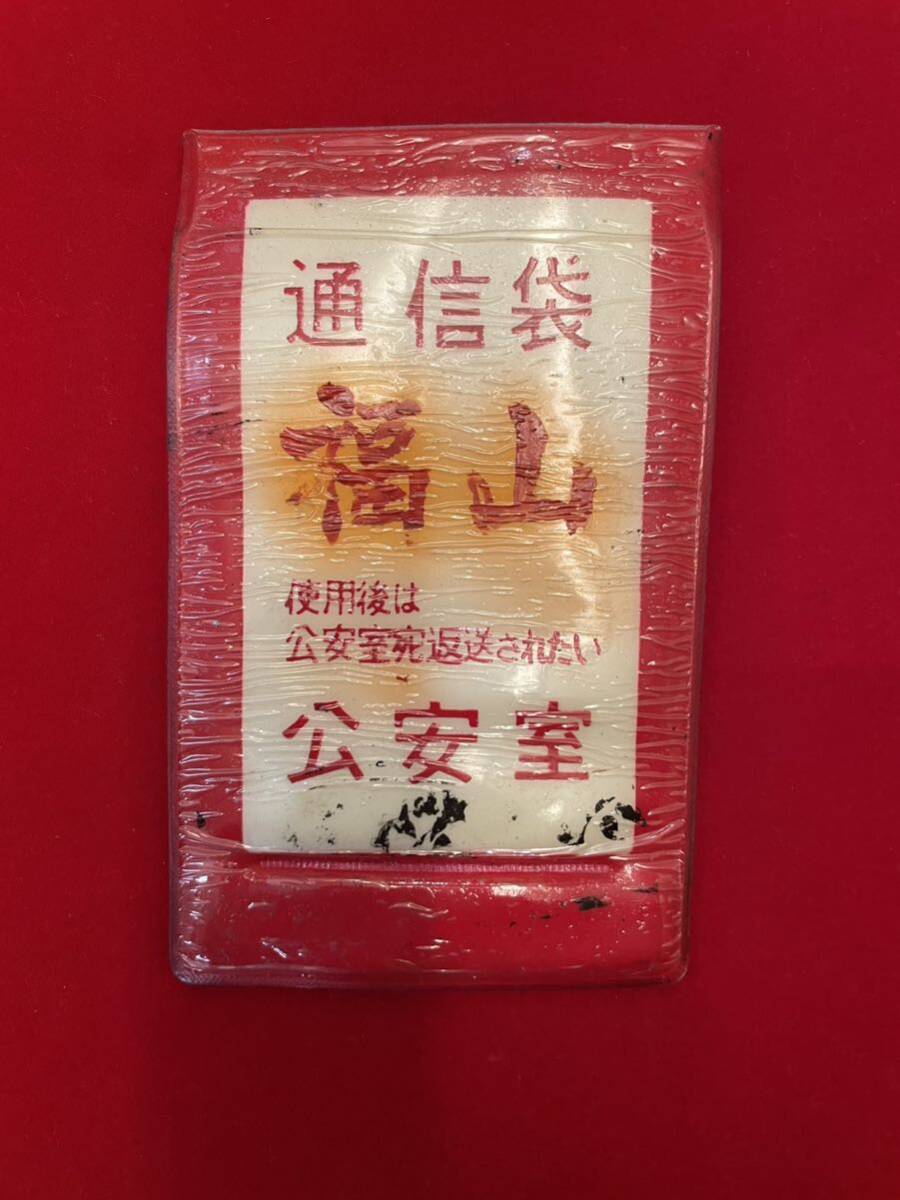 通信袋
福山
使用後は
公安室宛返送されたい
公安室